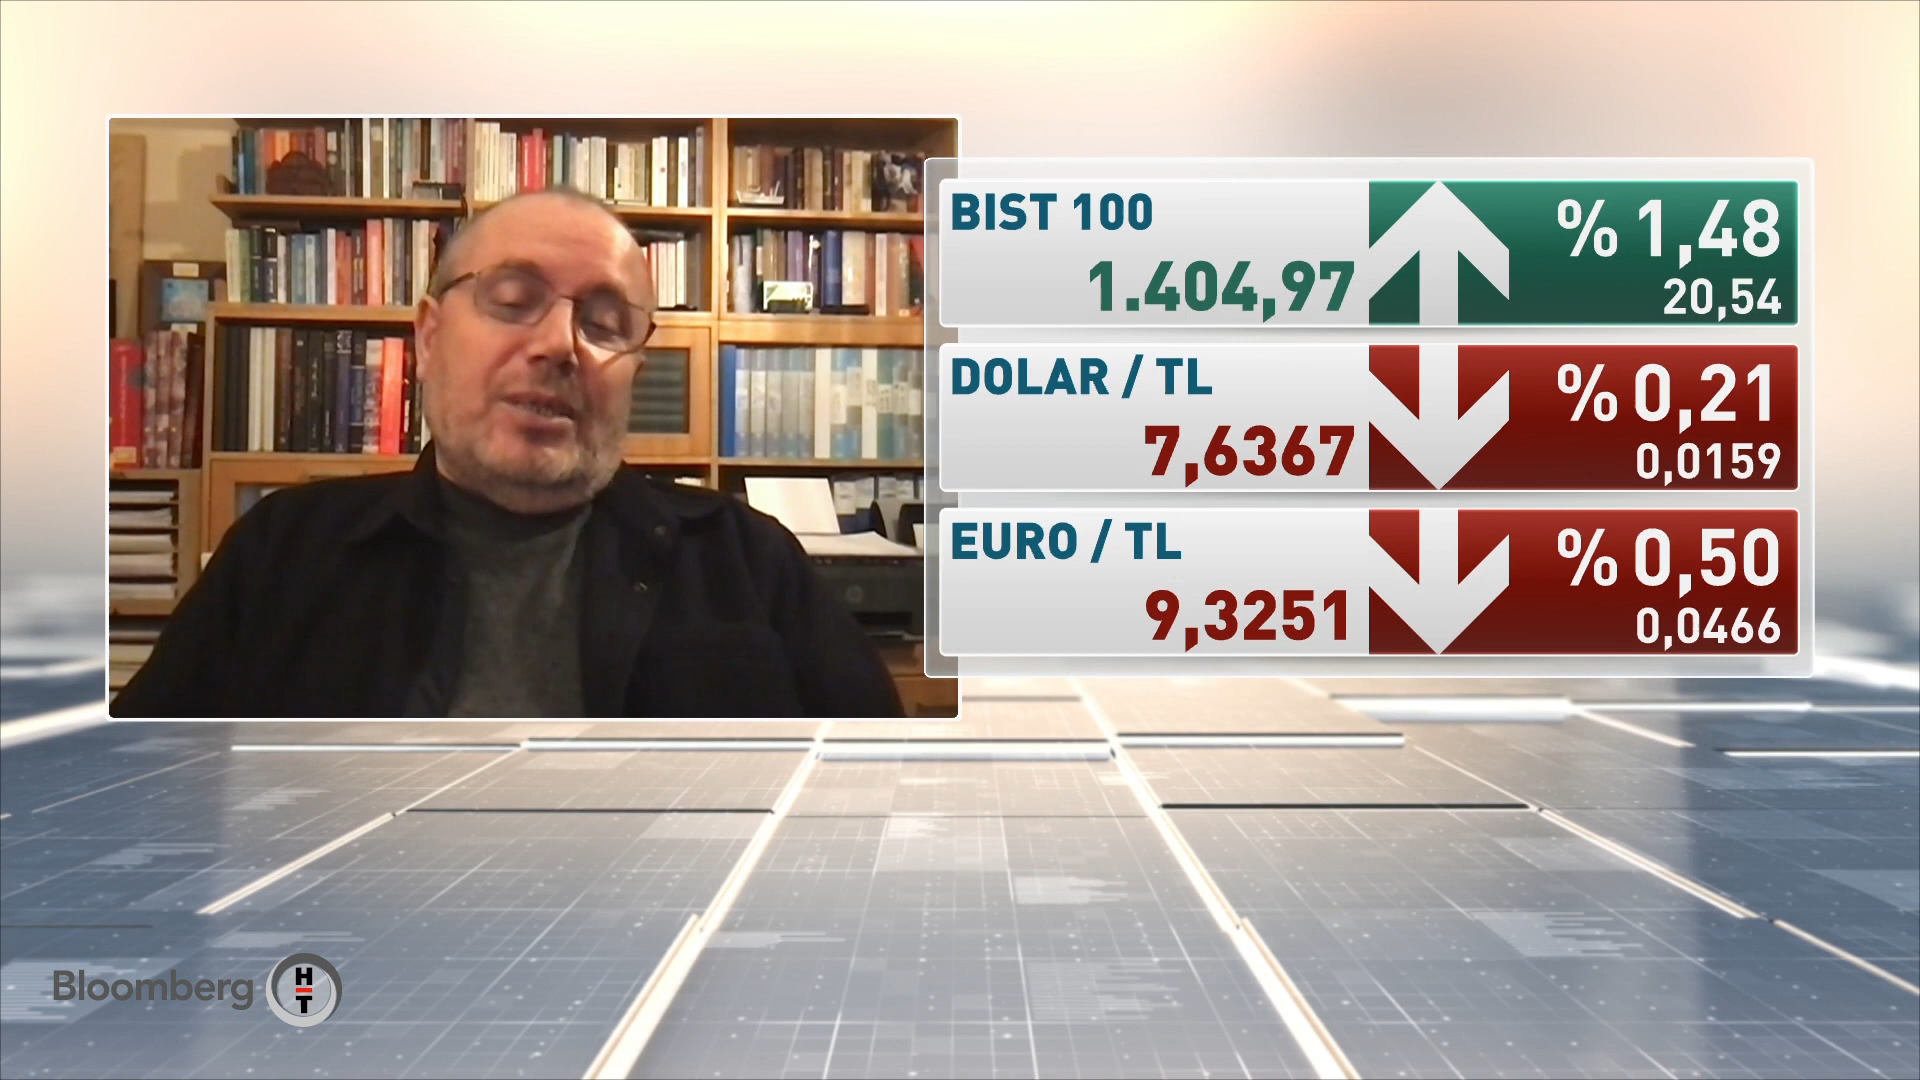 BIST 100
1.404,97
% 1,48
20,54
DOLAR / TL
7,6367
% 0,21
0,0159
EURO / TL
9,3251
% 0,50
0,0466
Bloomberg HT